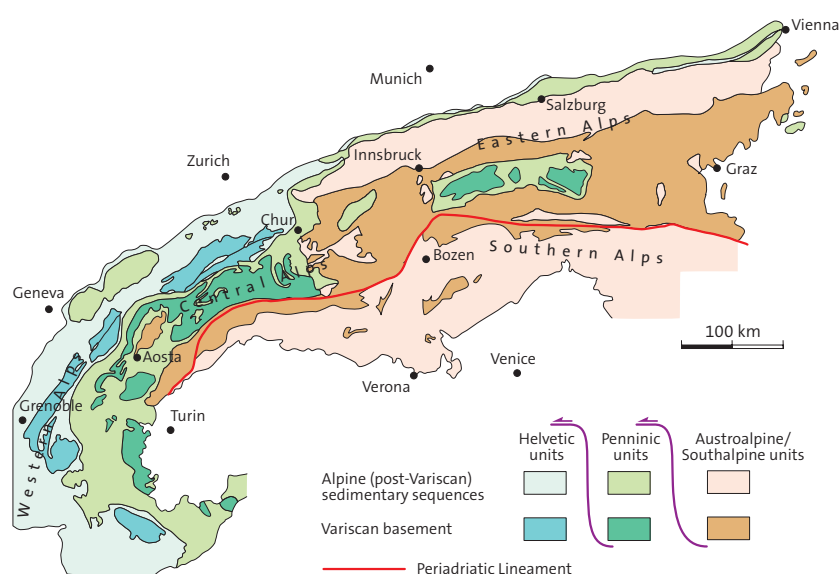 Vienna
Munich
Salzburg
Eastern Alps
Innsbruck
Zurich
Graz
Chur
Southern Alps
Bozen
Central Alps
Geneva
100 km
Aosta
Venice
Verona
Western Alps
Grenoble
Turin
Helvetic
units
Penninic
units
Austroalpine/
Southalpine units
Alpine (post-Variscan)
sedimentary sequences
Variscan basement
Periadriatic Lineament